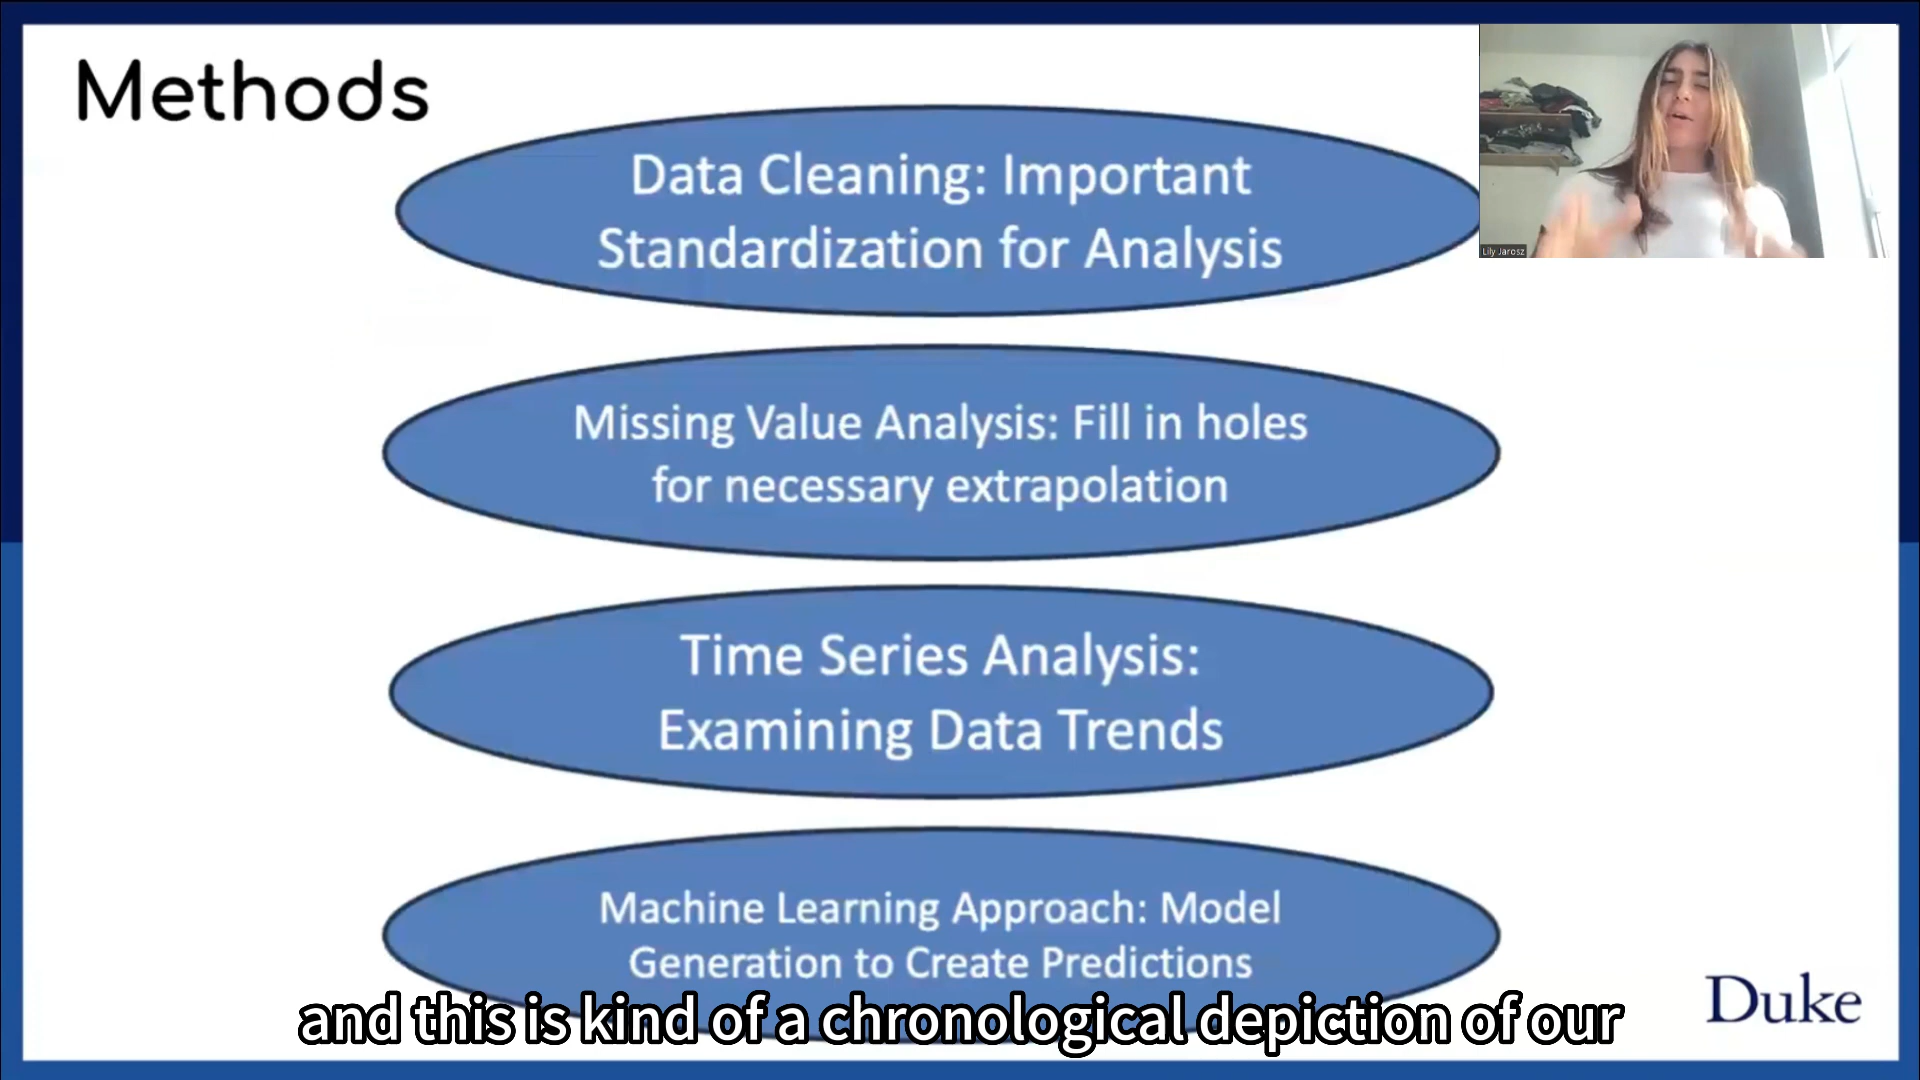 Methods
Data Cleaning: Important
Standardization for Analysis
Lily Jarosz
Missing Value Analysis: Fill in holes
for necessary extrapolation
Time Series Analysis:
Examining Data Trends
Machine Learning Approach: Model
Generation to Create Predictions
Duke
and this is kind of a chronological depiction of our